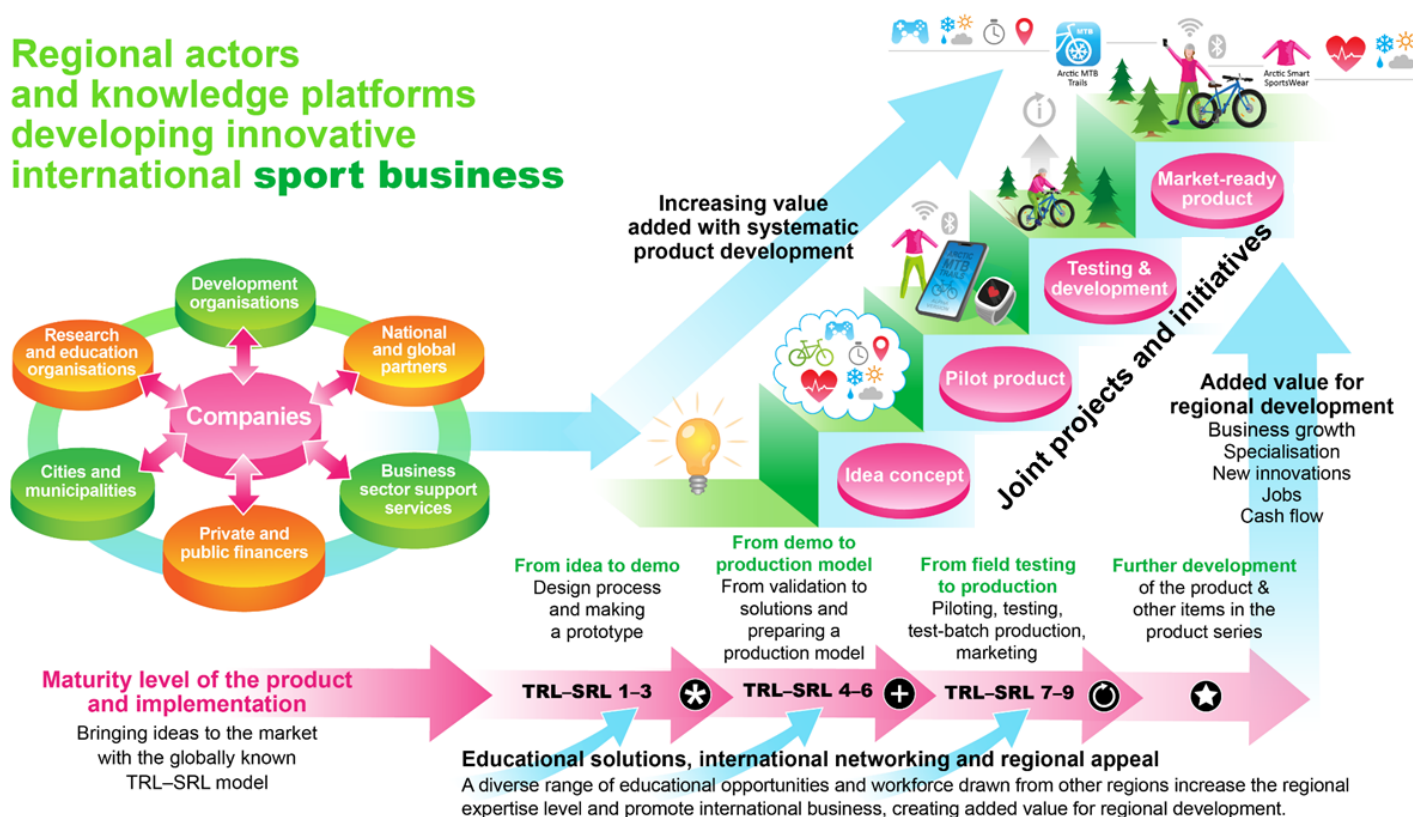 Regional actors
and knowledge platforms
developing innovative
international sport business
MTB
Arctic MTB
Trails
Arctic Smart
SportsWear
Increasing value
added with systematic
product development
Market-ready
product
Testing &
development
Pilot product
Idea concept
Joint projects and initiatives
ARCTIC
MTB
TRAILS
Development
organisations
Research
and education
organisations
National
and global
partners
Companies
Cities and
municipalities
Business
sector support
services
Private and
public financers
Added value for
regional development
Business growth
Specialisation
New innovations
Jobs
Cash flow
From idea to demo
Design process
and making
a prototype
From demo to
production model
From validation to
solutions and
preparing a
production model
From field testing
to production
Piloting, testing,
test-batch production,
marketing
Further development
of the product &
other items in the
product series
Maturity level of the product
and implementation
Bringing ideas to the market
with the globally known
TRL–SRL model
TRL–SRL 1–3
TRL–SRL 4–6
TRL–SRL 7–9
Educational solutions, international networking and regional appeal
A diverse range of educational opportunities and workforce drawn from other regions increase the regional
expertise level and promote international business, creating added value for regional development.